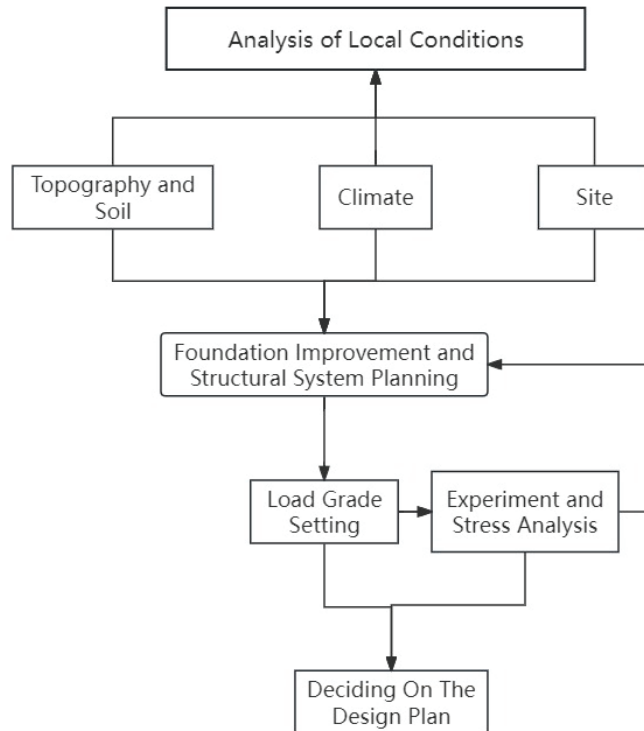 Analysis of Local Conditions
Topography and
Soil
Climate
Site
Foundation Improvement and
Structural System Planning
Load Grade
Setting
Experiment and
Stress Analysis
Deciding On The
Design Plan